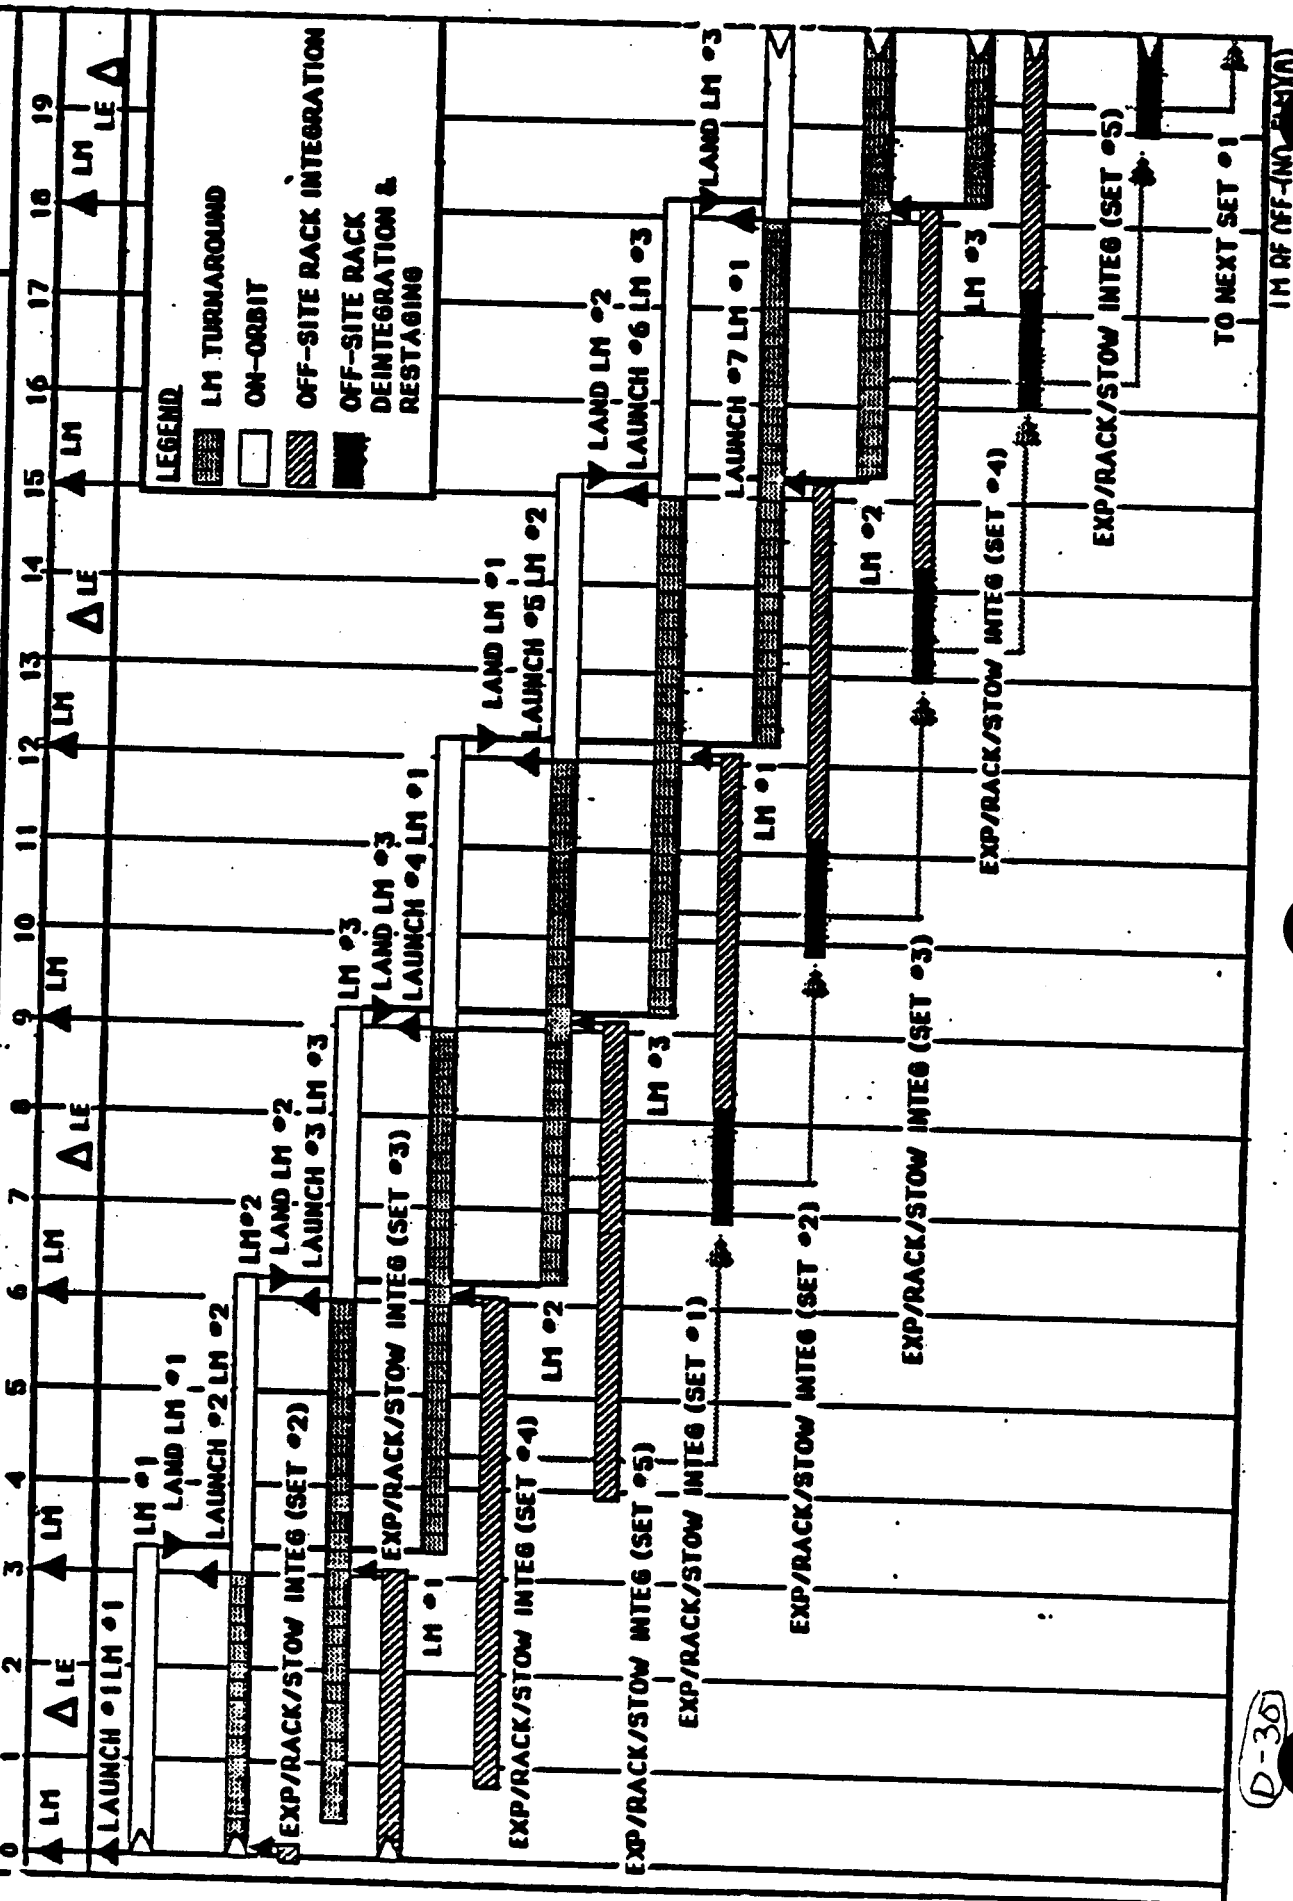 0 1 2 3 4 5 6 7 8 9 10 11 12 13 14 15 16 17 18 19
LM LE LM LM LE LM LM LE LM LM LE
LEGEND
LM TURNAROUND
ON-ORBIT
OFF-SITE RACK INTEGRATION
OFF-SITE RACK
DEINTEGRATION &
RESTAGING
LAUNCH #1 LM #1
LM #1
LAND LM #1
LAUNCH #2 LM #2
LM #2
EXP/RACK/STOW INTEG (SET #2)
LAND LM #2
LAUNCH #3 LM #3
LM #3
EXP/RACK/STOW INTEG (SET #3)
LAND LM #3
LAUNCH #4 LM #1
LM #1
EXP/RACK/STOW INTEG (SET #4)
LAND LM #1
LAUNCH #5 LM #2
LM #2
EXP/RACK/STOW INTEG (SET #5)
LAND LM #2
LAUNCH #6 LM #3
LM #3
EXP/RACK/STOW INTEG (SET #1)
LAND LM #3
LAUNCH #7 LM #1
LM #1
EXP/RACK/STOW INTEG (SET #2)
LM #2
EXP/RACK/STOW INTEG (SET #3)
LM #3
EXP/RACK/STOW INTEG (SET #4)
EXP/RACK/STOW INTEG (SET #5)
TO NEXT SET #1
D-35